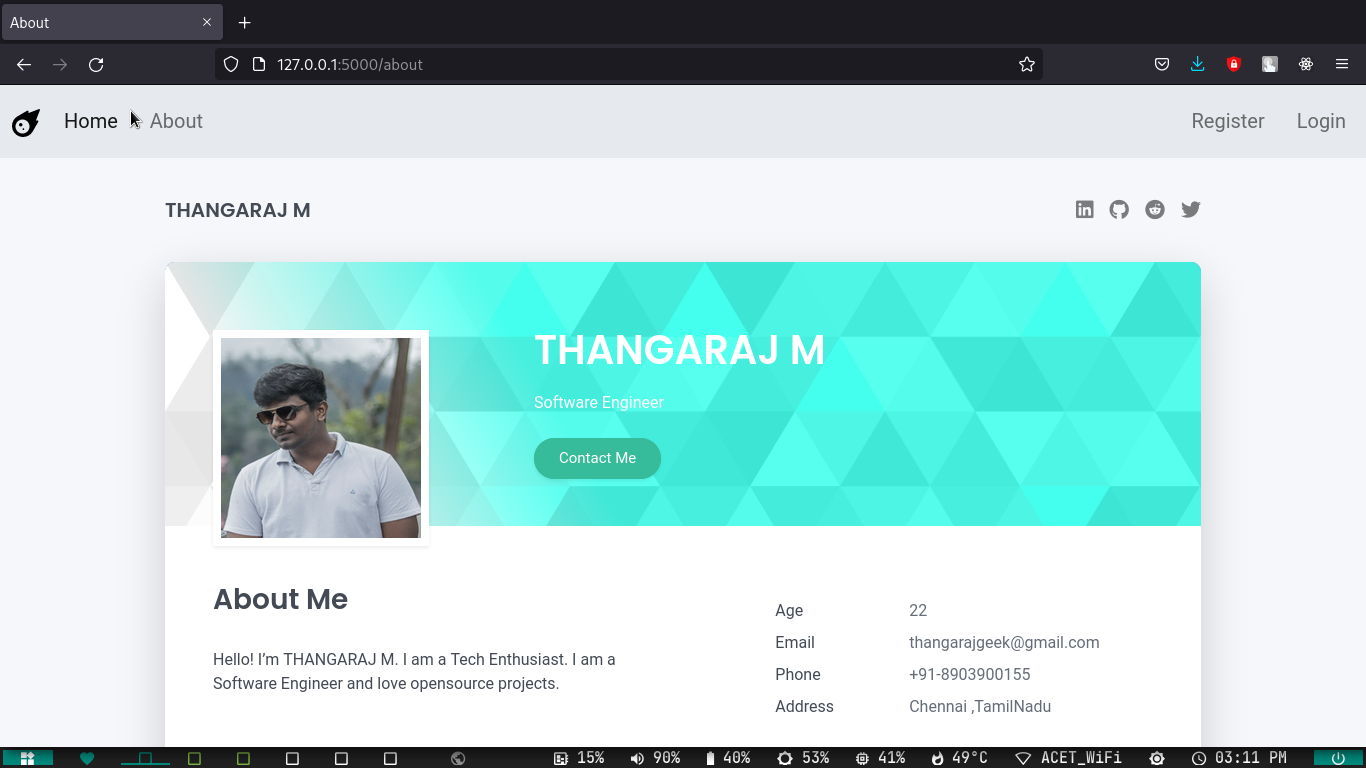 About
127.0.0.1:5000/about
Home About Register Login
THANGARAJ M
THANGARAJ M
Software Engineer
Contact Me
About Me
Hello! I’m THANGARAJ M. I am a Tech Enthusiast. I am a
Software Engineer and love opensource projects.
Age 22
Email thangarajgeek@gmail.com
Phone +91-8903900155
Address Chennai ,TamilNadu
15% 90% 40% 53% 41% 49°C ACET_WiFi 03:11 PM